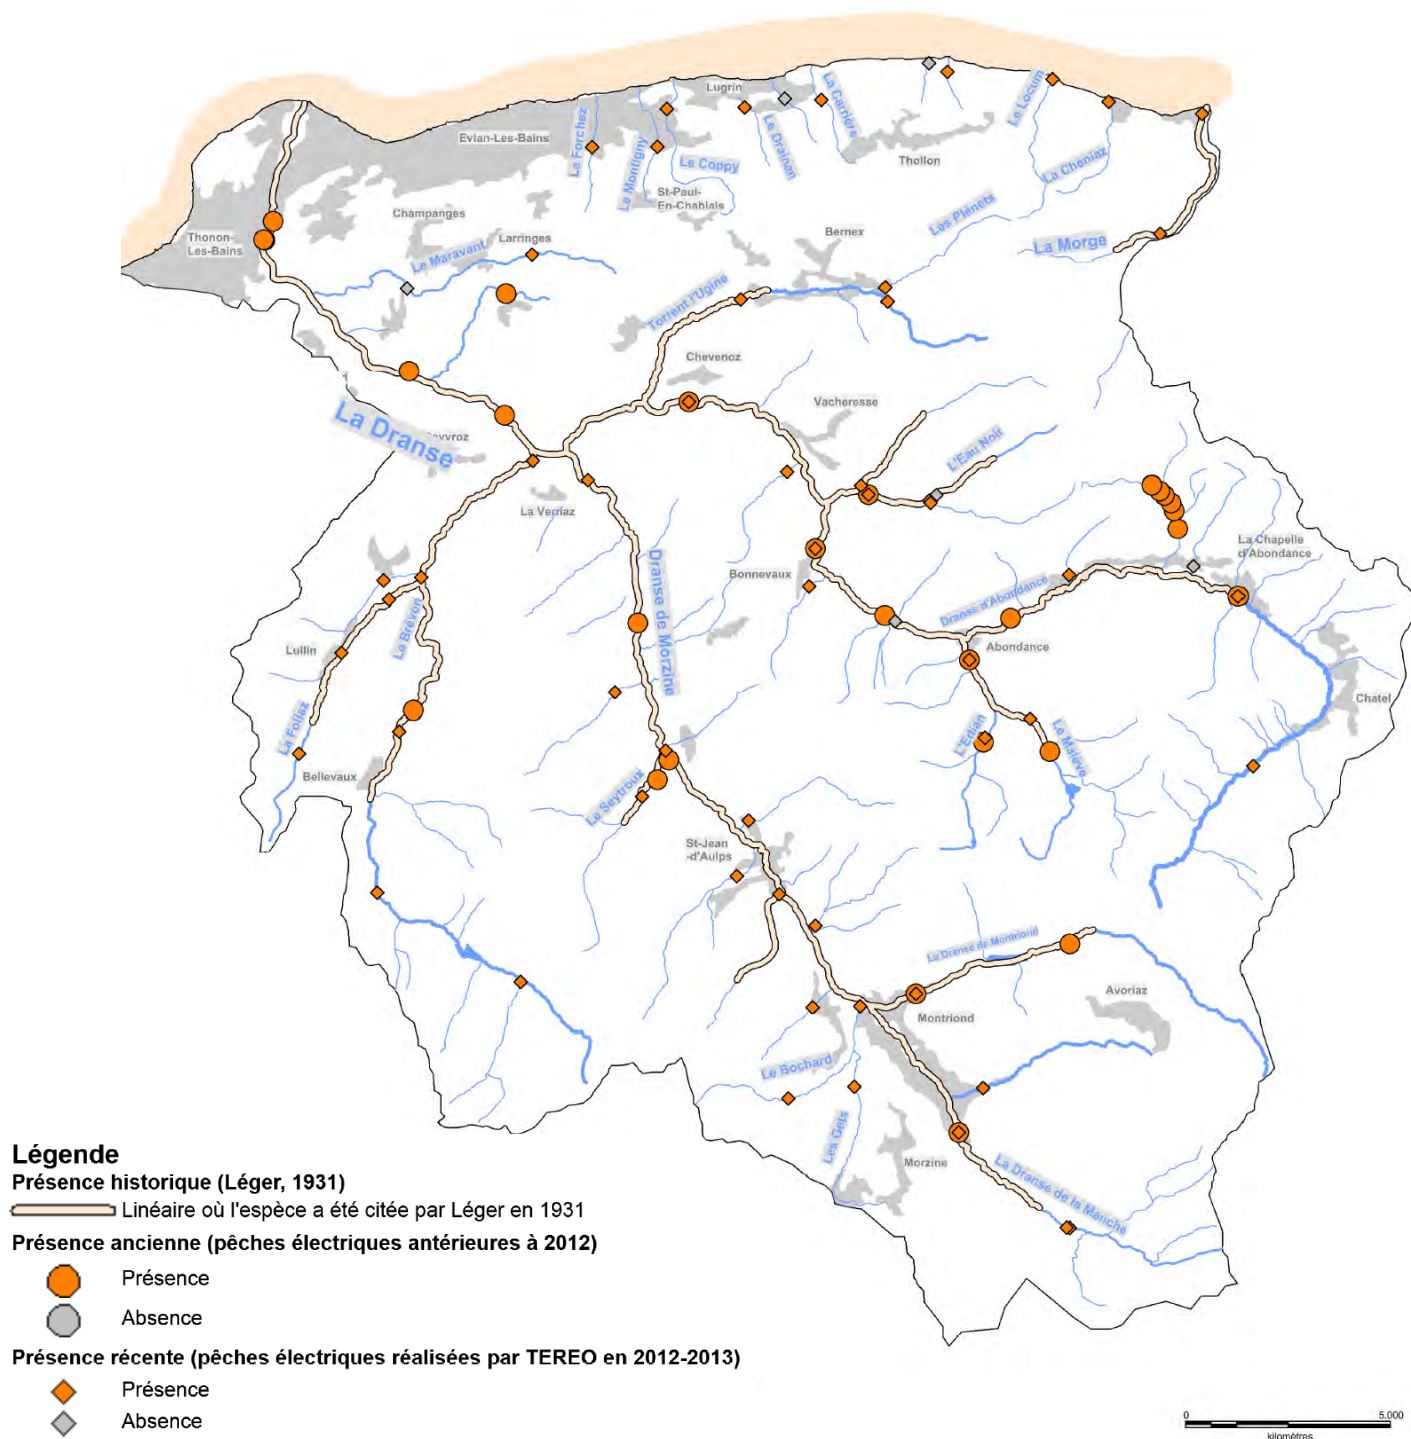 Lugrin
La Carrière
Le Locum
Evian-Les-Bains
La Forchez
Le Montigny
Le Coppy
Le Drainan
Thollon
La Chéniaz
St-Paul-
En-Chablais
Champanges
Les Plénets
Thonon-
Les-Bains
Larringes
Le Maravant
Bernex
La Morge
Torrent l'Ugine
Chevenoz
Vacheresse
La Dranse
L'Eau Noir
La Verniaz
La Chapelle
d'Abondance
Dranse de Morzine
Bonnevaux
Dranse d'Abondance
Le Brévon
Lullin
Abondance
Chatel
La Follaz
L'Edian
Le Malève
Bellevaux
Le Seytroux
St-Jean
-d'Aulps
La Dranse de Montriond
Avoriaz
Montriond
Le Bochard
Les Gets
Morzine
La Dranse de la Manche
Légende
Présence historique (Léger, 1931)
Linéaire où l'espèce a été citée par Léger en 1931
Présence ancienne (pêches électriques antérieures à 2012)
Présence
Absence
Présence récente (pêches électriques réalisées par TEREO en 2012-2013)
Présence
Absence
0 5.000
kilomètres